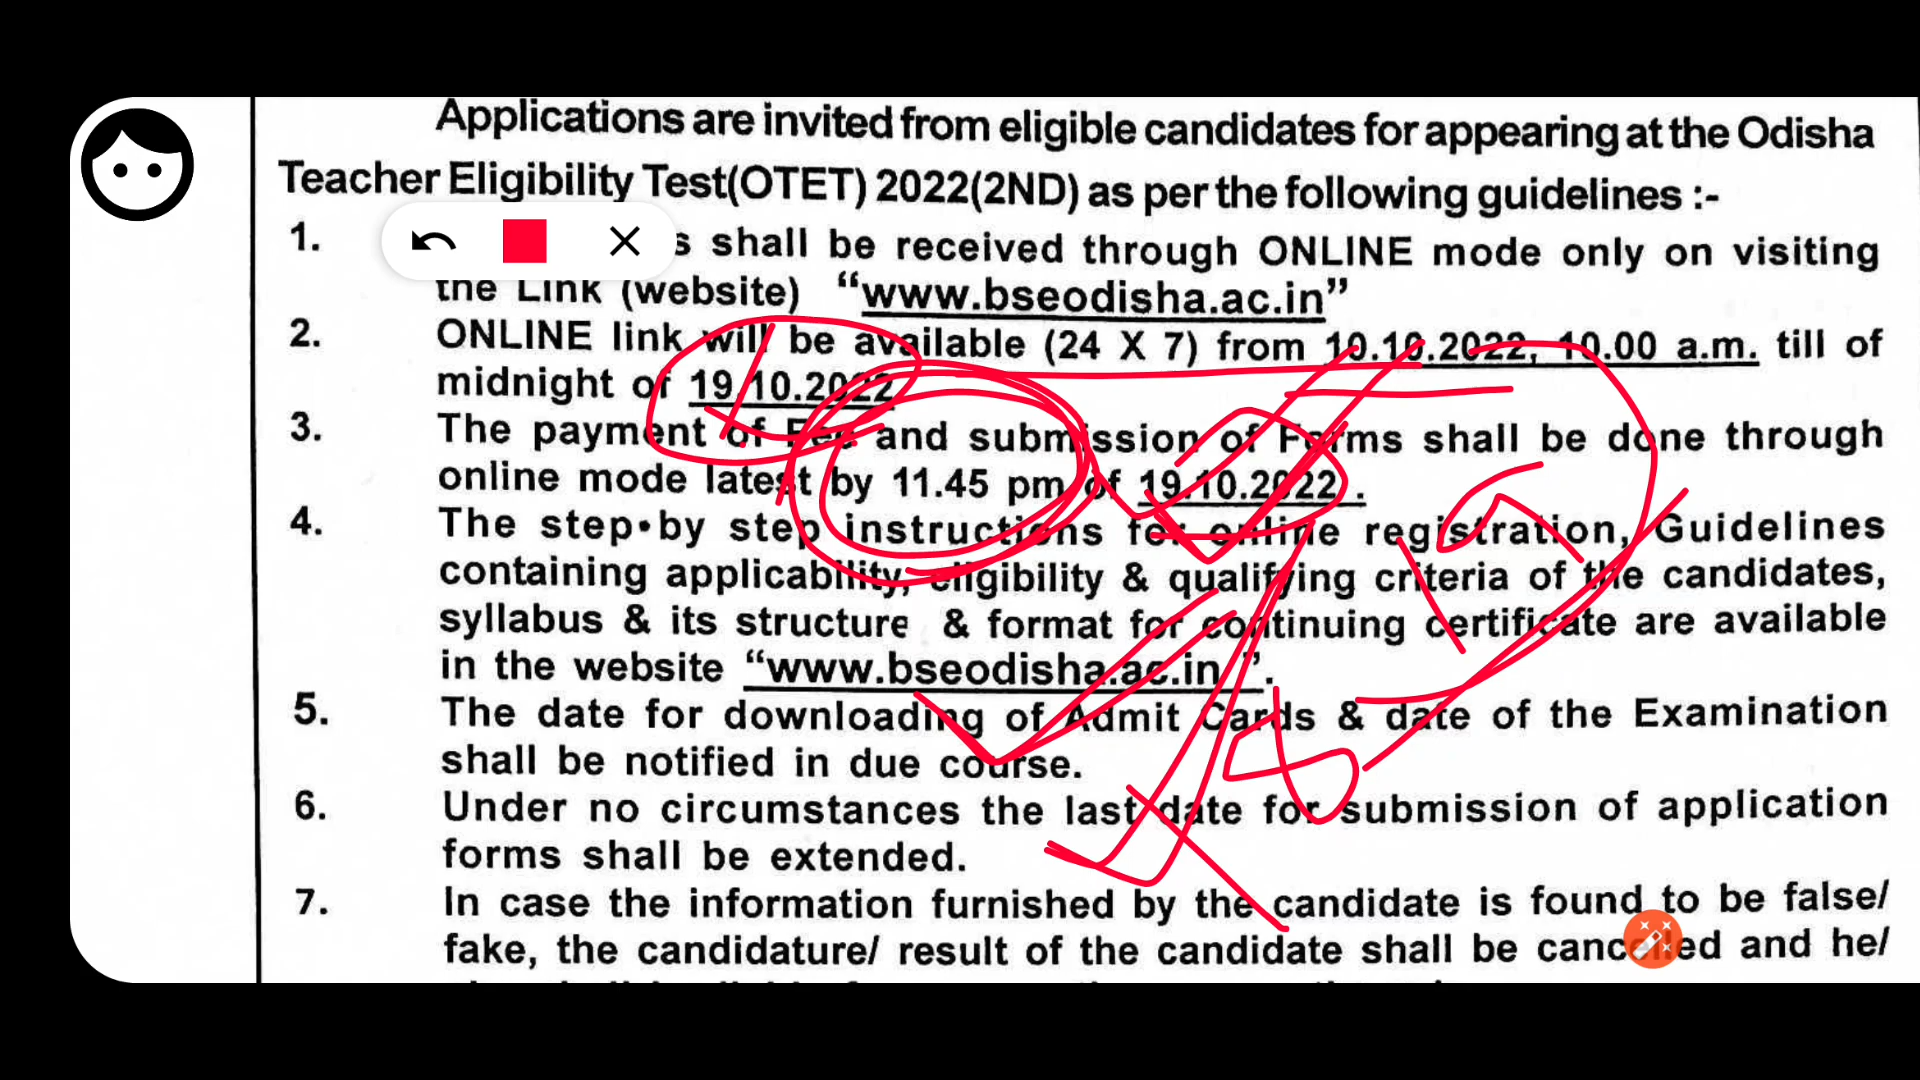 Applications are invited from eligible candidates for appearing at the Odisha
Teacher Eligibility Test(OTET) 2022(2ND) as per the following guidelines :-
1. s shall be received through ONLINE mode only on visiting
the Link (website) “www.bseodisha.ac.in”
2. ONLINE link will be available (24 X 7) from 10.10.2022, 10.00 a.m. till of
midnight of 19.10.2022
3. The payment of Fee and submission of Forms shall be done through
online mode latest by 11.45 pm of 19.10.2022 .
4. The step•by step instructions for online registration, Guidelines
containing applicability, eligibility & qualifying criteria of the candidates,
syllabus & its structure & format for continuing certificate are available
in the website “www.bseodisha.ac.in ”.
5. The date for downloading of Admit Cards & date of the Examination
shall be notified in due course.
6. Under no circumstances the last date for submission of application
forms shall be extended.
7. In case the information furnished by the candidate is found to be false/
fake, the candidature/ result of the candidate shall be cancelled and he/